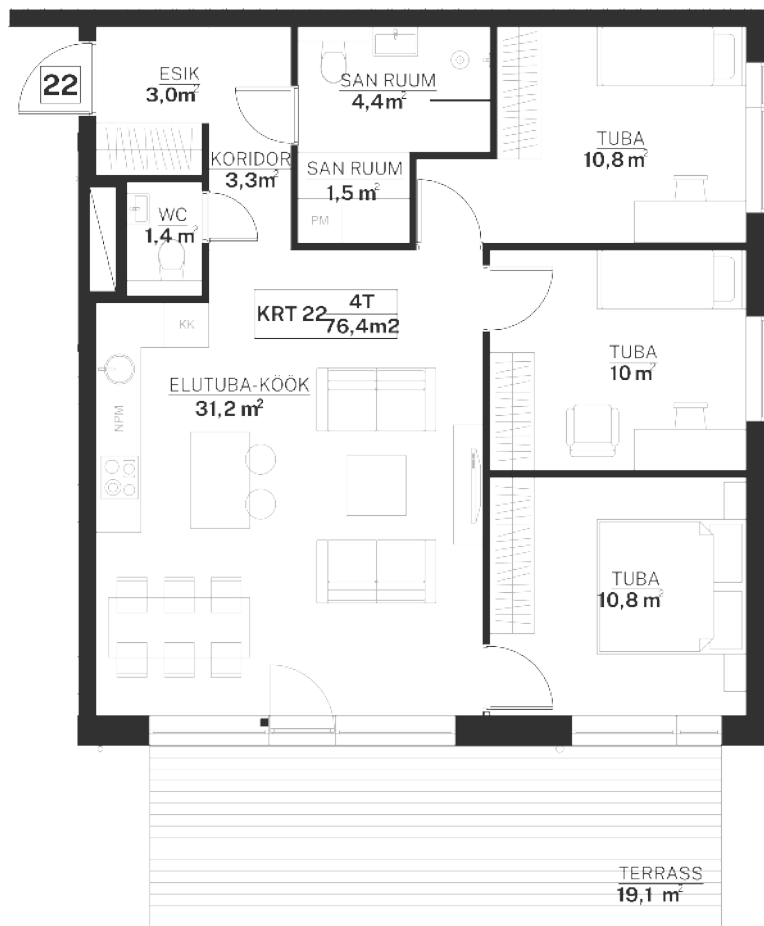 22
ESIK
3,0m²
SAN RUUM
4,4m²
TUBA
10,8 m²
KORIDOR
3,3m²
SAN RUUM
1,5 m²
PM
WC
1,4 m²
KRT 22
4T
76,4m2
KK
TUBA
10 m²
ELUTUBA-KÖÖK
31,2 m²
NPM
TUBA
10,8 m²
TERRASS
19,1 m²